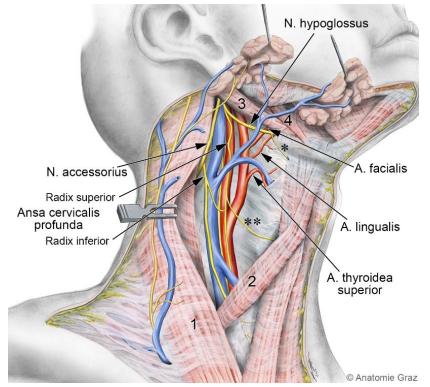 N. hypoglossus
3
4
*
N. accessorius
A. facialis
Radix superior
Ansa cervicalis
profunda
A. lingualis
Radix inferior
**
A. thyroidea
superior
2
1
© Anatomie Graz